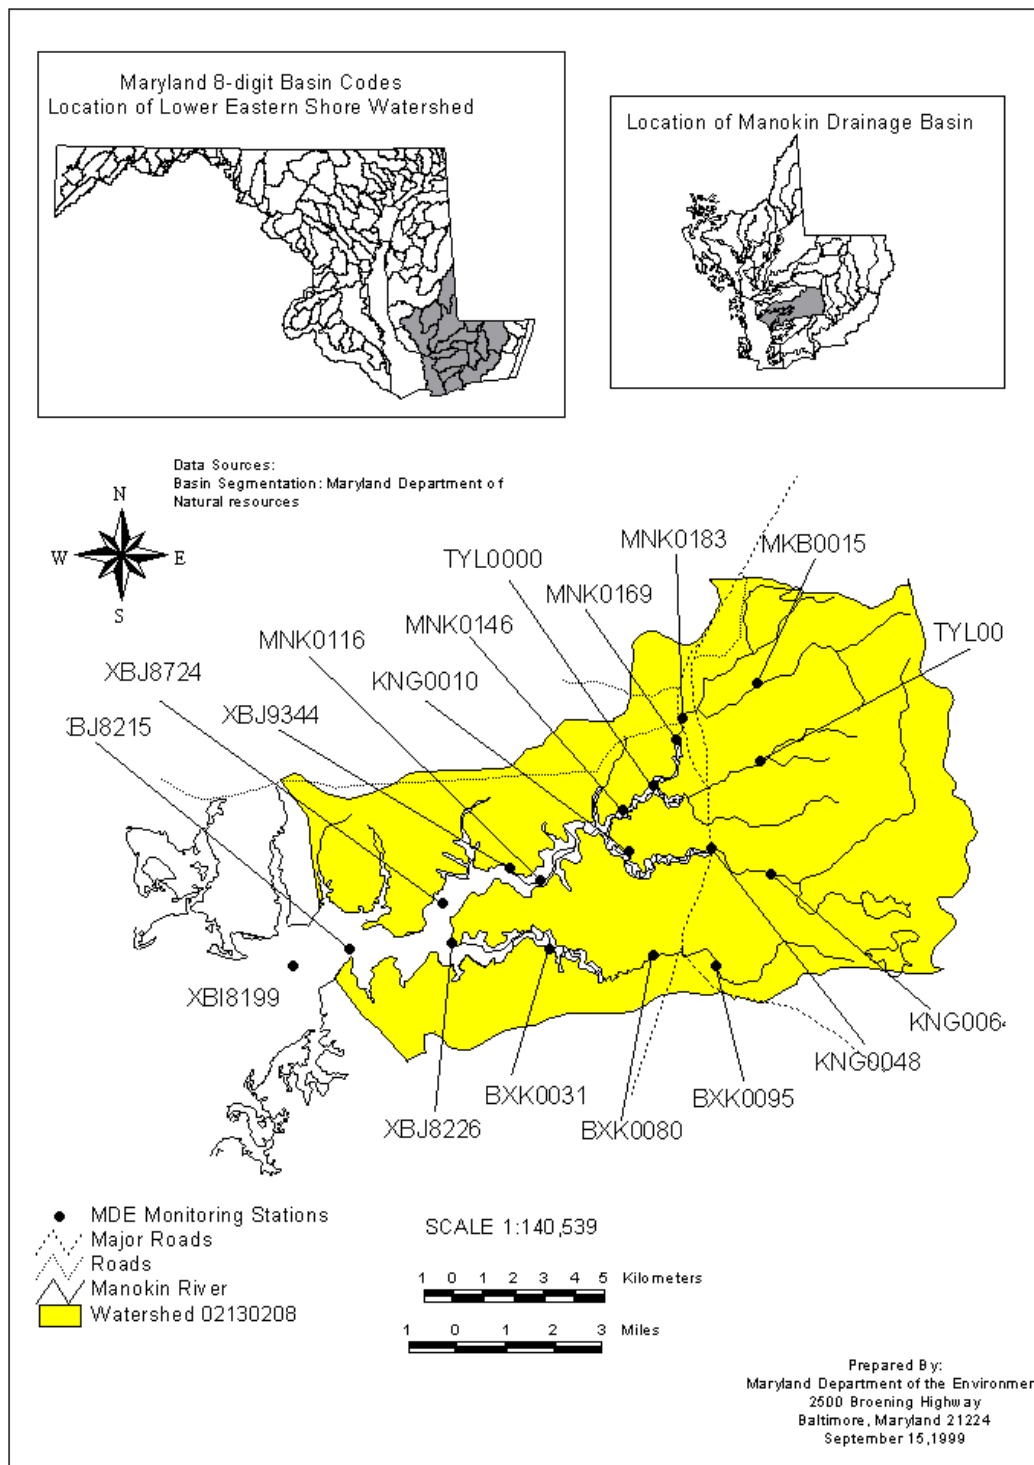 Maryland 8-digit Basin Codes
Location of Lower Eastern Shore Watershed
Location of Manokin Drainage Basin
Data Sources:
Basin Segmentation: Maryland Department of
Natural resources
N
W E
S
MNK0183
MKB0015
TYL0000
MNK0169
MNK0146
MNK0116
TYL00
XBJ8724
KNG0010
XBJ9344
BJ8215
XBI8199
KNG006
KNG0048
BXK0031
BXK0095
XBJ8226
BXK0080
MDE Monitoring Stations
Major Roads
Roads
Manokin River
Watershed 02130208
SCALE 1:140,539
1 0 1 2 3 4 5 Kilometers
1 0 1 2 3 Miles
Prepared By:
Maryland Department of the Environmen
2500 Broening Highway
Baltimore, Maryland 21224
September 15,1999